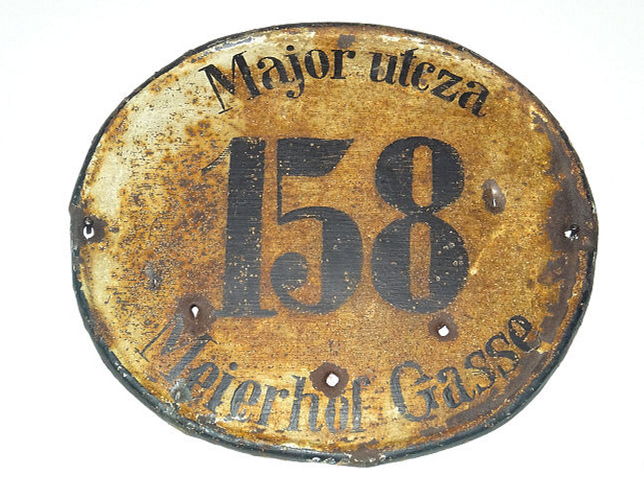 Major utcza
158
Meierhof Gasse